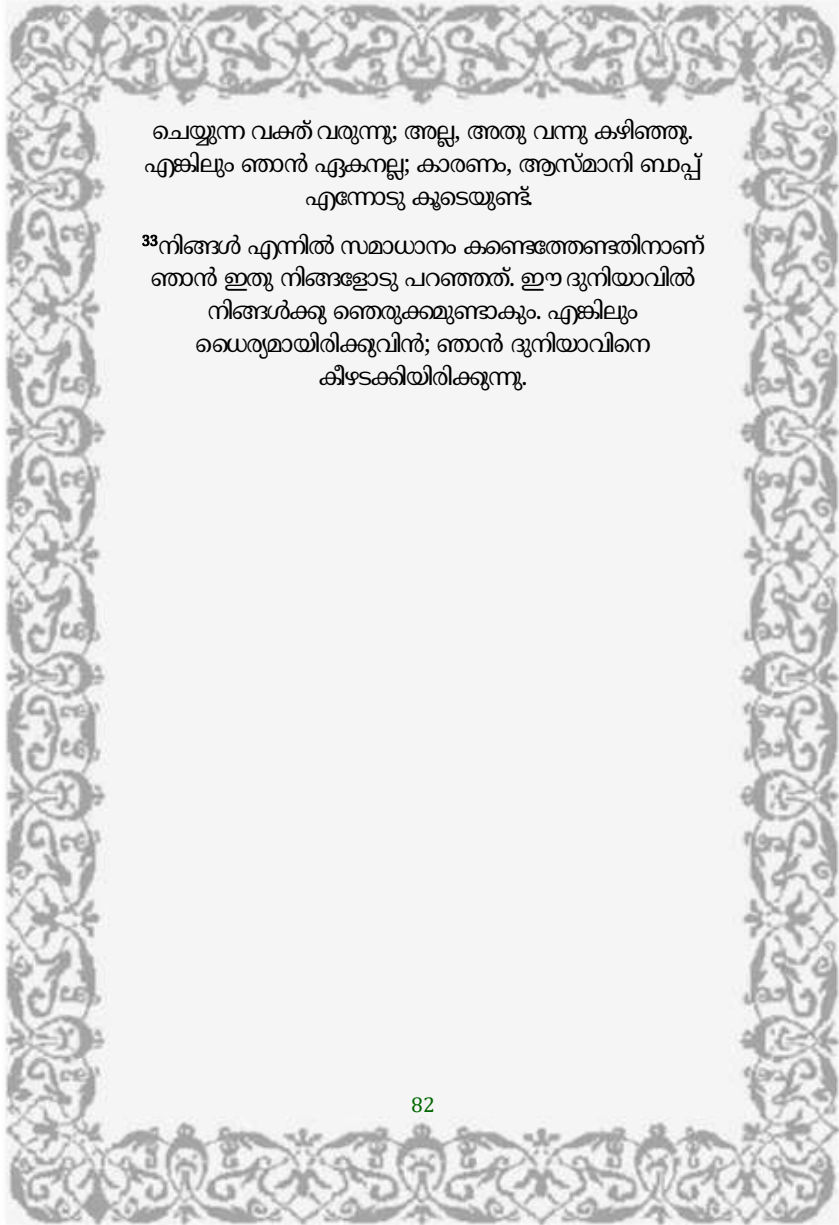 ചെയ്യുന്ന വക്ത് വരുന്നു; അല്ല, അതു വന്നു കഴിഞ്ഞു.
എങ്കിലും ഞാൻ ഏകനല്ല; കാരണം, ആസ്മാനി ബാപ്പ്
എന്നോടു കൂടെയുണ്ട്.
33നിങ്ങൾ എന്നിൽ സമാധാനം കണ്ടെത്തേണ്ടതിനാണ്
ഞാൻ ഇതു നിങ്ങളോടു പറഞ്ഞത്. ഈ ദുനിയാവിൽ
നിങ്ങൾക്കു ഞെരുക്കമുണ്ടാകും. എങ്കിലും
ധൈര്യമായിരിക്കുവിൻ; ഞാൻ ദുനിയാവിനെ
കീഴടക്കിയിരിക്കുന്നു.
82